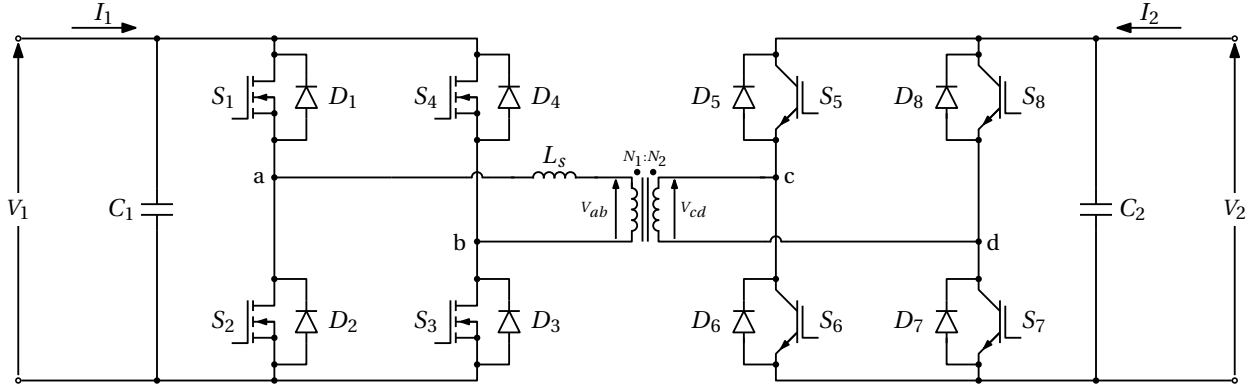 I1
I2
S1
D1
S4
D4
D5
S5
D8
S8
Ls
N1:N2
a
c
V1
C1
Vab
Vcd
C2
V2
b
d
S2
D2
S3
D3
D6
S6
D7
S7